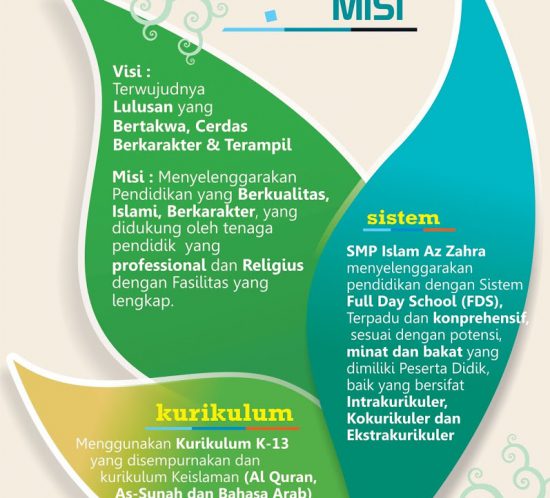 MISI
Visi :
Terwujudnya
Lulusan yang
Bertakwa, Cerdas
Berkarakter & Terampil
Misi : Menyelenggarakan
Pendidikan yang Berkualitas,
Islami, Berkarakter, yang
didukung oleh tenaga
pendidik yang
professional dan Religius
dengan Fasilitas yang
lengkap.
sistem
SMP Islam Az Zahra
menyelenggarakan
pendidikan dengan Sistem
Full Day School (FDS),
Terpadu dan konprehensif,
sesuai dengan potensi,
minat dan bakat yang
dimiliki Peserta Didik,
baik yang bersifat
Intrakurikuler,
Kokurikuler dan
Ekstrakurikuler
kurikulum
Menggunakan Kurikulum K-13
yang disempurnakan dan
kurikulum Keislaman (Al Quran,
As-Sunah dan Bahasa Arab)